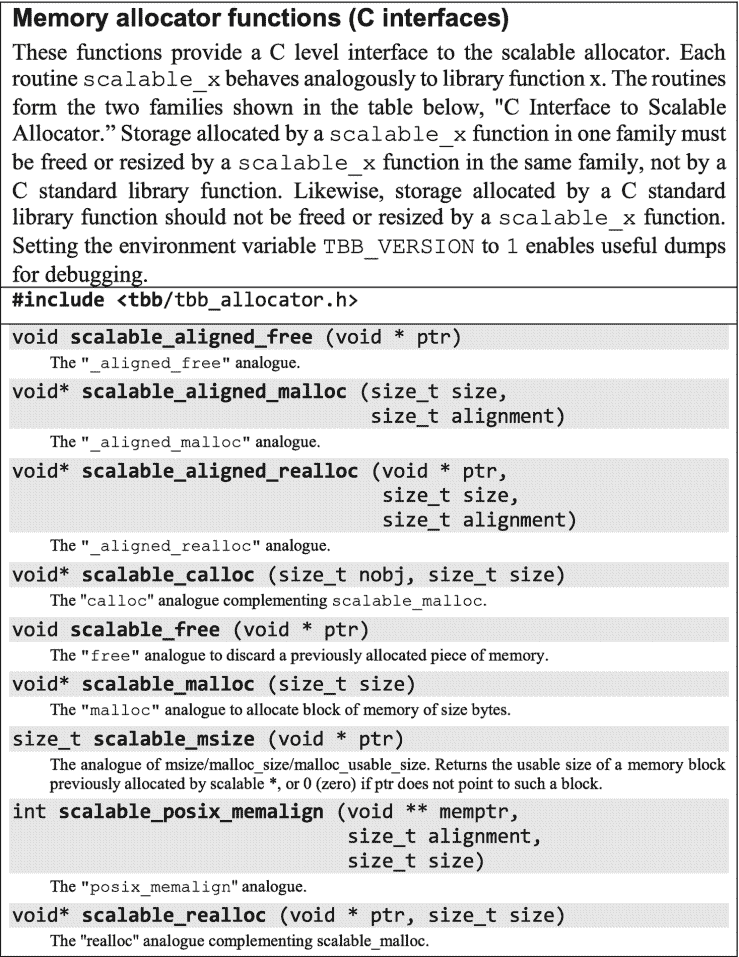 Memory allocator functions (C interfaces)
These functions provide a C level interface to the scalable allocator. Each
routine scalable_x behaves analogously to library function x. The routines
form the two families shown in the table below, "C Interface to Scalable
Allocator.” Storage allocated by a scalable_x function in one family must
be freed or resized by a scalable_x function in the same family, not by a
C standard library function. Likewise, storage allocated by a C standard
library function should not be freed or resized by a scalable_x function.
Setting the environment variable TBB_VERSION to 1 enables useful dumps
for debugging.
#include <tbb/tbb_allocator.h>
void scalable_aligned_free (void * ptr)
The "_aligned_free" analogue.
void* scalable_aligned_malloc (size_t size,
size_t alignment)
The "_aligned_malloc" analogue.
void* scalable_aligned_realloc (void * ptr,
size_t size,
size_t alignment)
The "_aligned_realloc" analogue.
void* scalable_calloc (size_t nobj, size_t size)
The "calloc" analogue complementing scalable_malloc.
void scalable_free (void * ptr)
The "free" analogue to discard a previously allocated piece of memory.
void* scalable_malloc (size_t size)
The "malloc" analogue to allocate block of memory of size bytes.
size_t scalable_msize (void * ptr)
The analogue of msize/malloc_size/malloc_usable_size. Returns the usable size of a memory block
previously allocated by scalable *, or 0 (zero) if ptr does not point to such a block.
int scalable_posix_memalign (void ** memptr,
size_t alignment,
size_t size)
The "posix_memalign" analogue.
void* scalable_realloc (void * ptr, size_t size)
The "realloc" analogue complementing scalable_malloc.